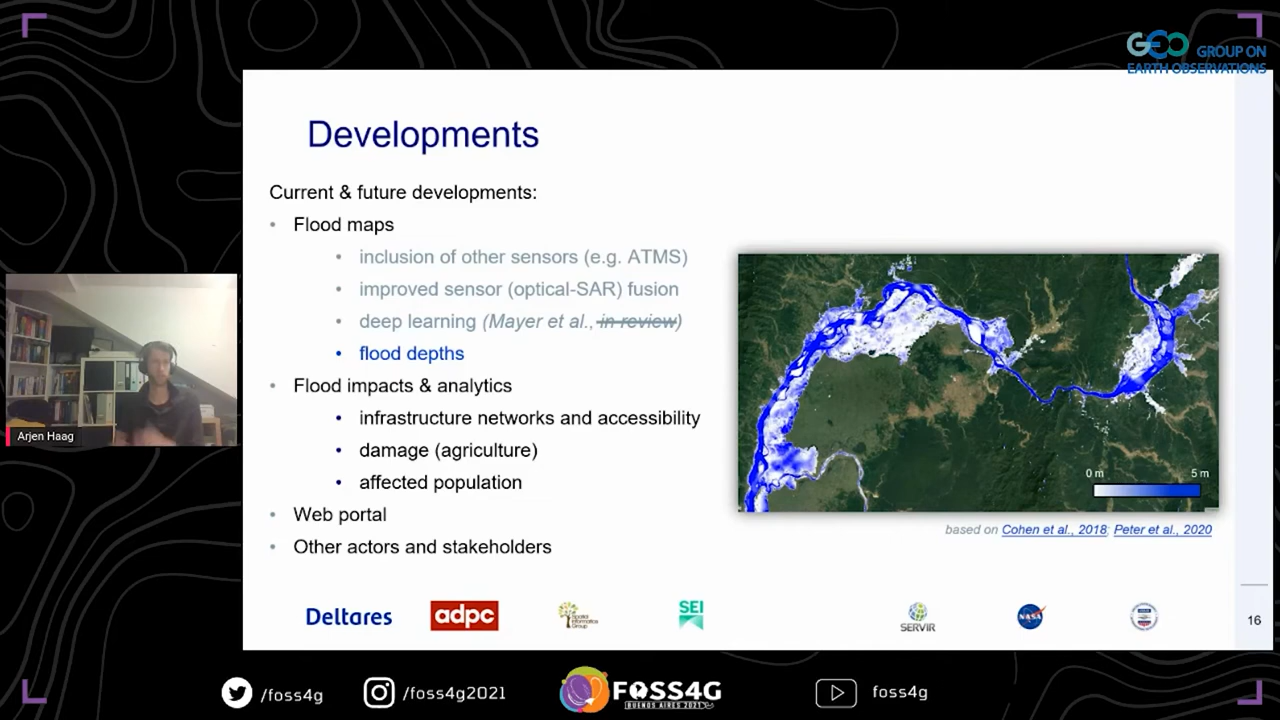 GEO GROUP ON
EARTH OBSERVATIONS
Developments
Current & future developments:
• Flood maps
• inclusion of other sensors (e.g. ATMS)
• improved sensor (optical-SAR) fusion
• deep learning (Mayer et al., in review)
• flood depths
• Flood impacts & analytics
• infrastructure networks and accessibility
• damage (agriculture)
• affected population
• Web portal
• Other actors and stakeholders
0 m 5 m
based on Cohen et al., 2018; Peter et al., 2020
Arjen Haag
Deltares
adpc
Spatial
Informatics
Group
SEI
SERVIR
NASA
16
/foss4g
/foss4g2021
FOSS4G
BUENOS AIRES 2021
foss4g